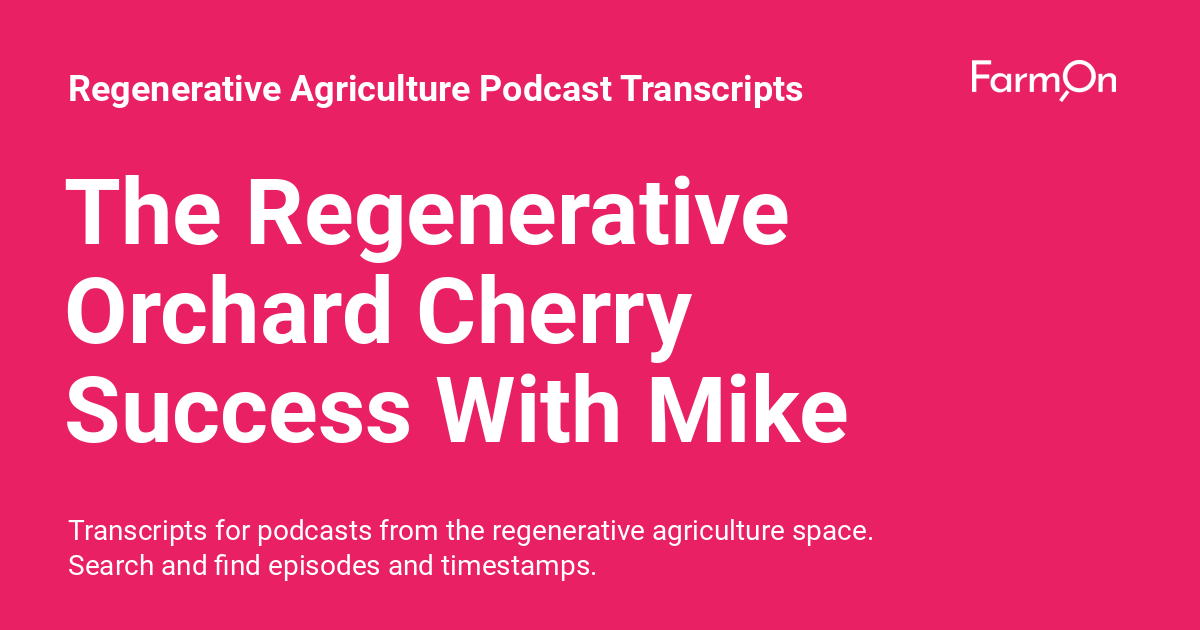 Regenerative Agriculture Podcast Transcripts
FarmOn
The Regenerative
Orchard Cherry
Success With Mike
Transcripts for podcasts from the regenerative agriculture space.
Search and find episodes and timestamps.